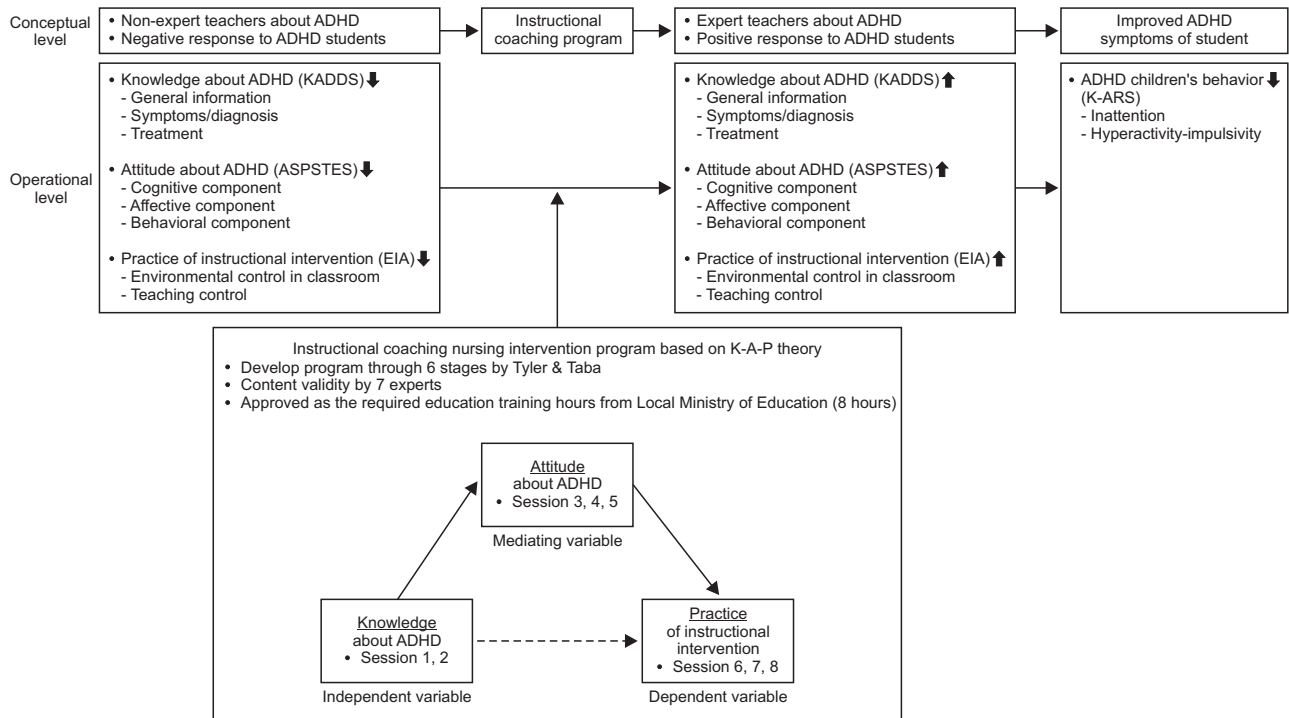 Conceptual
level
• Non-expert teachers about ADHD
• Negative response to ADHD students
Instructional
coaching program
• Expert teachers about ADHD
• Positive response to ADHD students
Improved ADHD
symptoms of student
Operational
level
• Knowledge about ADHD (KADDS)
- General information
- Symptoms/diagnosis
- Treatment
• Attitude about ADHD (ASPSTES)
- Cognitive component
- Affective component
- Behavioral component
• Practice of instructional intervention (EIA)
- Environmental control in classroom
- Teaching control
• Knowledge about ADHD (KADDS)
- General information
- Symptoms/diagnosis
- Treatment
• Attitude about ADHD (ASPSTES)
- Cognitive component
- Affective component
- Behavioral component
• Practice of instructional intervention (EIA)
- Environmental control in classroom
- Teaching control
• ADHD children's behavior
(K-ARS)
- Inattention
- Hyperactivity-impulsivity
Instructional coaching nursing intervention program based on K-A-P theory
• Develop program through 6 stages by Tyler & Taba
• Content validity by 7 experts
• Approved as the required education training hours from Local Ministry of Education (8 hours)
Attitude
about ADHD
• Session 3, 4, 5
Mediating variable
Knowledge
about ADHD
• Session 1, 2
Independent variable
Practice
of instructional
intervention
• Session 6, 7, 8
Dependent variable